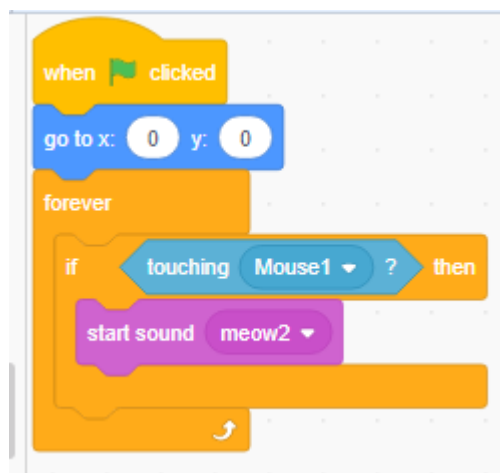 when clicked
go to x: 0 y: 0
forever
if touching Mouse1 ? then
start sound meow2